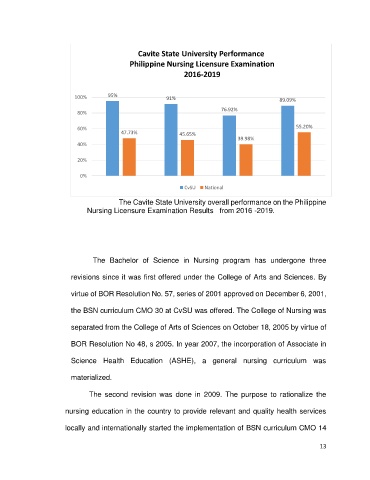 Cavite State University Performance
Philippine Nursing Licensure Examination
2016-2019
100%
80%
60%
40%
20%
0%
95%
47.73%
91%
45.65%
76.92%
39.96%
89.09%
55.20%
CvSU National
The Cavite State University overall performance on the Philippine
Nursing Licensure Examination Results from 2016 -2019.
The Bachelor of Science in Nursing program has undergone three
revisions since it was first offered under the College of Arts and Sciences. By
virtue of BOR Resolution No. 57, series of 2001 approved on December 6, 2001,
the BSN curriculum CMO 30 at CvSU was offered. The College of Nursing was
separated from the College of Arts of Sciences on October 18, 2005 by virtue of
BOR Resolution No 48, s 2005. In year 2007, the incorporation of Associate in
Science Health Education (ASHE), a general nursing curriculum was
materialized.
The second revision was done in 2009. The purpose to rationalize the
nursing education in the country to provide relevant and quality health services
locally and internationally started the implementation of BSN curriculum CMO 14
13